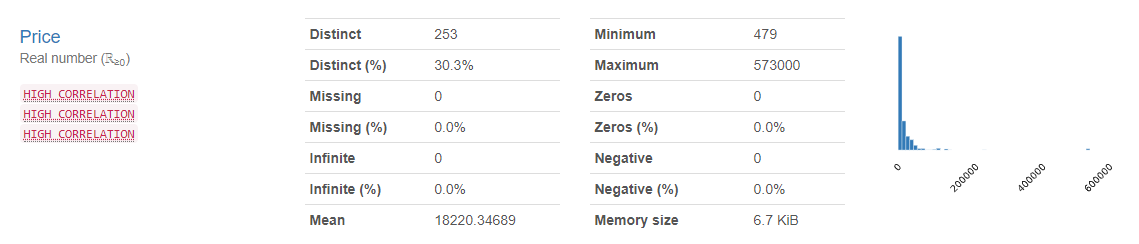 Price
Real number (ℝ≥0)
HIGH CORRELATION
HIGH CORRELATION
HIGH CORRELATION
Distinct 253
Distinct (%) 30.3%
Missing 0
Missing (%) 0.0%
Infinite 0
Infinite (%) 0.0%
Mean 18220.34689
Minimum 479
Maximum 573000
Zeros 0
Zeros (%) 0.0%
Negative 0
Negative (%) 0.0%
Memory size 6.7 KiB
0
200000
400000
600000